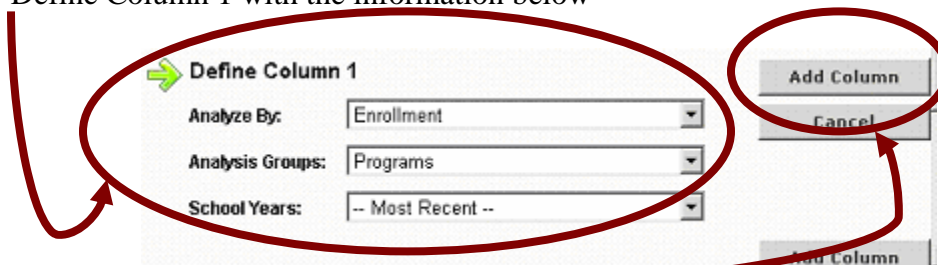 Define Column 1 with the information below
Define Column 1
Add Column
Analyze By: Enrollment
Cancel
Analysis Groups: Programs
School Years: -- Most Recent --
Add Column